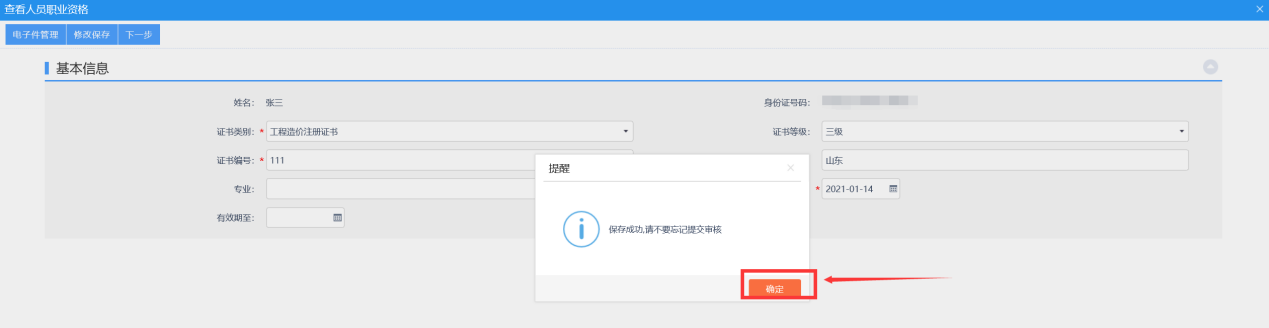 查看人员职业资格
电子件管理 修改保存 下一步
基本信息
姓名: 张三 身份证号码:
证书类别: * 工程造价注册证书 证书等级: 三级
证书编号: * 111 山东
提醒
专业: * 2021-01-14
有效期至:
保存成功,请不要忘记提交审核
确定